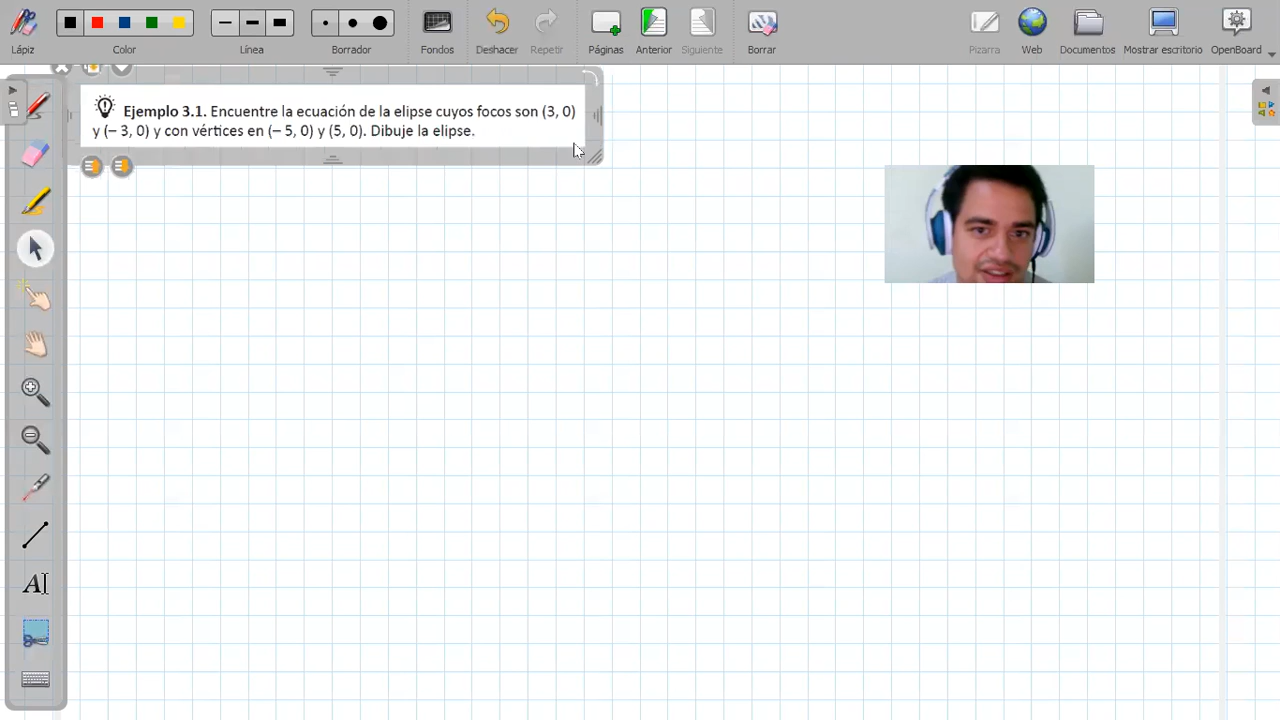 Lápiz
Color
Línea
Borrador
Fondos
Deshacer
Repetir
Páginas
Anterior
Siguiente
Borrar
Pizarra
Web
Documentos
Mostrar escritorio
OpenBoard
Ejemplo 3.1. Encuentre la ecuación de la elipse cuyos focos son (3, 0)
y (– 3, 0) y con vértices en (– 5, 0) y (5, 0). Dibuje la elipse.
A